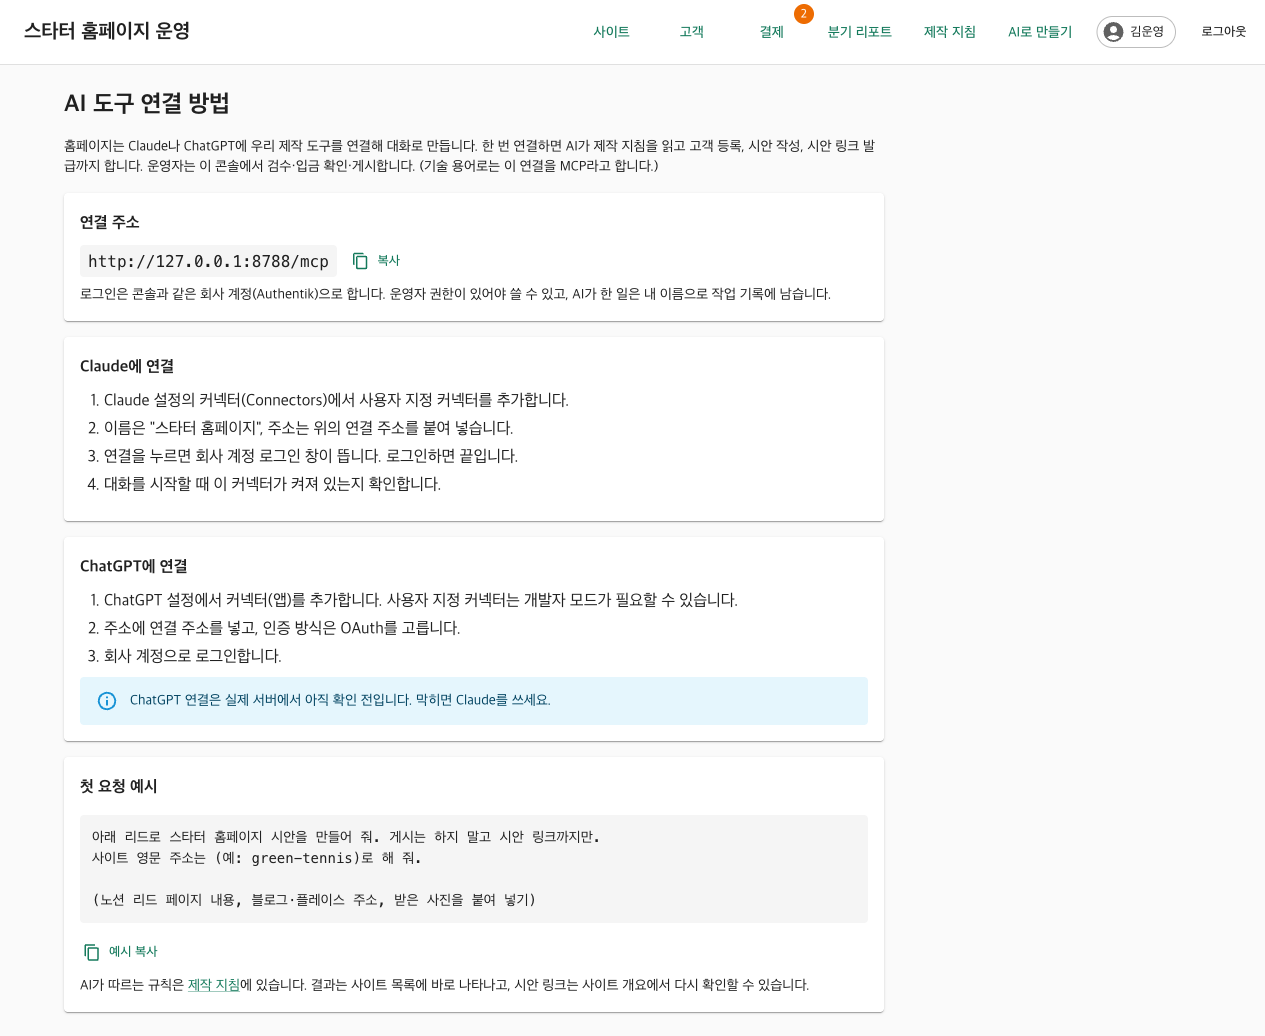 스타터 홈페이지 운영
사이트
고객
결제
2
분기 리포트
제작 지침
AI로 만들기
김운영
로그아웃
AI 도구 연결 방법
홈페이지는 Claude나 ChatGPT에 우리 제작 도구를 연결해 대화로 만듭니다. 한 번 연결하면 AI가 제작 지침을 읽고 고객 등록, 시안 작성, 시안 링크 발
급까지 합니다. 운영자는 이 콘솔에서 검수·입금 확인·게시합니다. (기술 용어로는 이 연결을 MCP라고 합니다.)
연결 주소
http://127.0.0.1:8788/mcp
복사
로그인은 콘솔과 같은 회사 계정(Authentik)으로 합니다. 운영자 권한이 있어야 쓸 수 있고, AI가 한 일은 내 이름으로 작업 기록에 남습니다.
Claude에 연결
1. Claude 설정의 커넥터(Connectors)에서 사용자 지정 커넥터를 추가합니다.
2. 이름은 "스타터 홈페이지", 주소는 위의 연결 주소를 붙여 넣습니다.
3. 연결을 누르면 회사 계정 로그인 창이 뜹니다. 로그인하면 끝입니다.
4. 대화를 시작할 때 이 커넥터가 켜져 있는지 확인합니다.
ChatGPT에 연결
1. ChatGPT 설정에서 커넥터(앱)를 추가합니다. 사용자 지정 커넥터는 개발자 모드가 필요할 수 있습니다.
2. 주소에 연결 주소를 넣고, 인증 방식은 OAuth를 고릅니다.
3. 회사 계정으로 로그인합니다.
ChatGPT 연결은 실제 서버에서 아직 확인 전입니다. 막히면 Claude를 쓰세요.
첫 요청 예시
아래 리드로 스타터 홈페이지 시안을 만들어 줘. 게시는 하지 말고 시안 링크까지만.
사이트 영문 주소는 (예: green-tennis)로 해 줘.
(노션 리드 페이지 내용, 블로그·플레이스 주소, 받은 사진을 붙여 넣기)
예시 복사
AI가 따르는 규칙은 제작 지침에 있습니다. 결과는 사이트 목록에 바로 나타나고, 시안 링크는 사이트 개요에서 다시 확인할 수 있습니다.